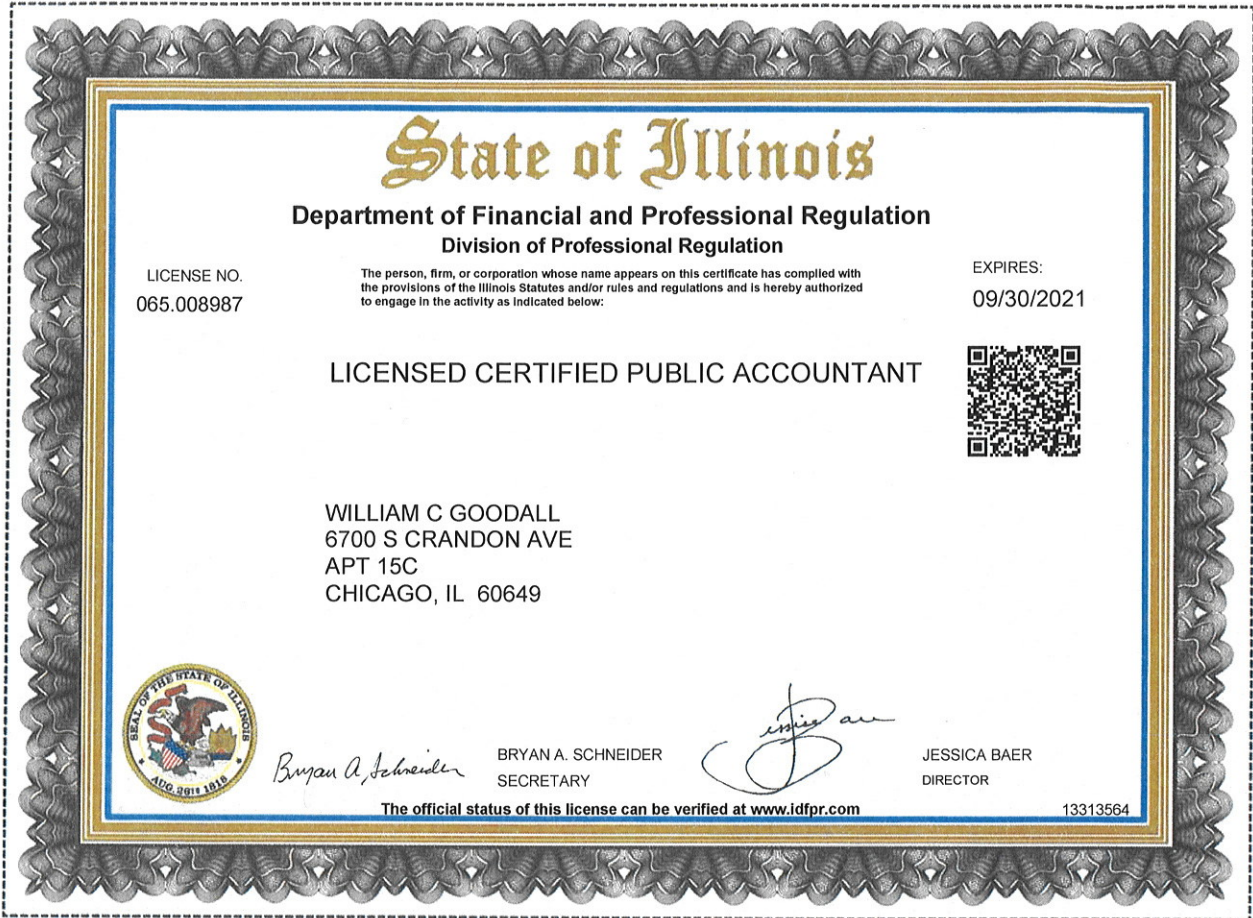 State of Illinois
Department of Financial and Professional Regulation
Division of Professional Regulation
LICENSE NO.
065.008987
The person, firm, or corporation whose name appears on this certificate has complied with
the provisions of the Illinois Statutes and/or rules and regulations and is hereby authorized
to engage in the activity as indicated below:
EXPIRES:
09/30/2021
LICENSED CERTIFIED PUBLIC ACCOUNTANT
WILLIAM C GOODALL
6700 S CRANDON AVE
APT 15C
CHICAGO, IL 60649
SEAL OF THE STATE OF ILLINOIS
AUG. 26TH 1818
Bryan A. Schneider
BRYAN A. SCHNEIDER
SECRETARY
JESSICA BAER
DIRECTOR
The official status of this license can be verified at www.idfpr.com
13313564